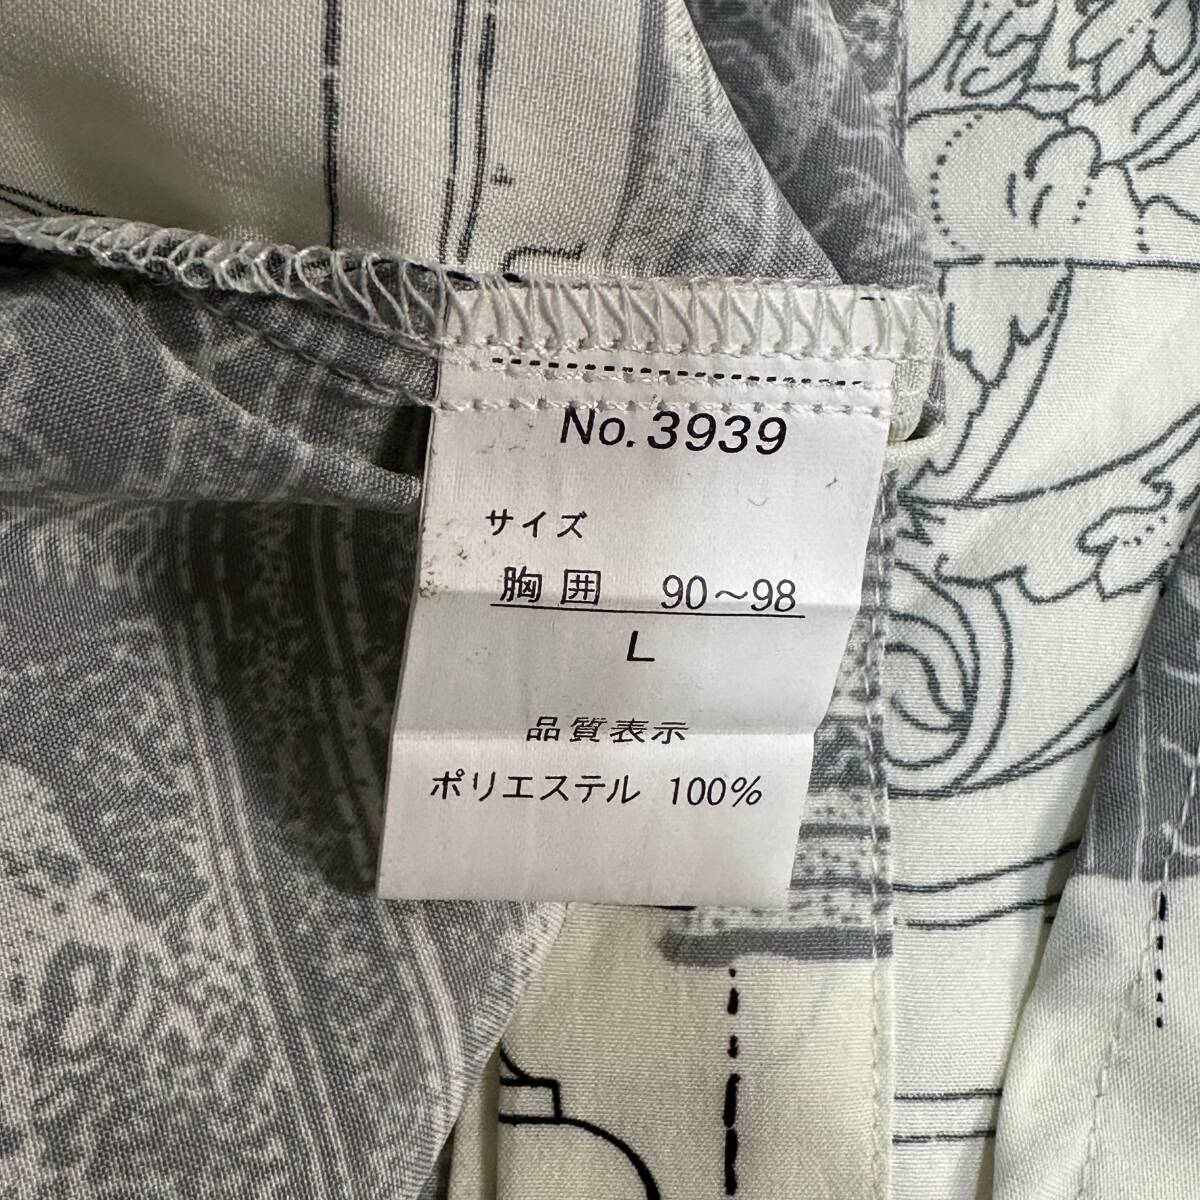 No. 3939
サイズ
胸囲 90～98
L
品質表示
ポリエステル 100%